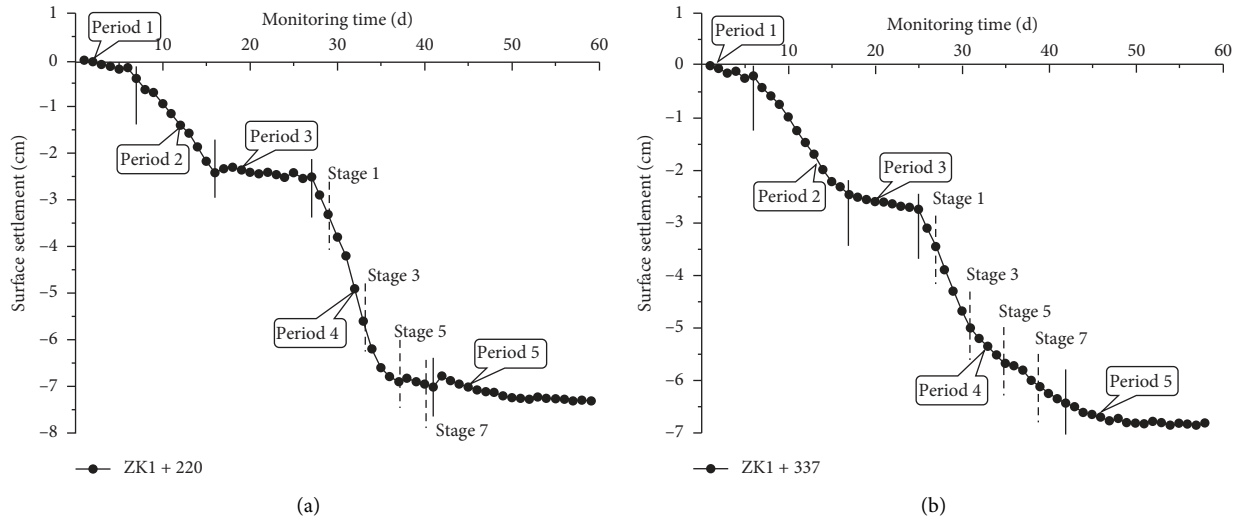 Monitoring time (d)
1
0
−1
−2
−3
−4
−5
−6
−7
−8
10
20
30
40
50
60
Surface settlement (cm)
Period 1
Period 2
Period 3
Stage 1
Stage 3
Period 4
Stage 5
Period 5
Stage 7
ZK1 + 220
(a)
Monitoring time (d)
1
0
−1
−2
−3
−4
−5
−6
−7
10
20
30
40
50
60
Surface settlement (cm)
Period 1
Period 2
Period 3
Stage 1
Stage 3
Stage 5
Stage 7
Period 4
Period 5
ZK1 + 337
(b)